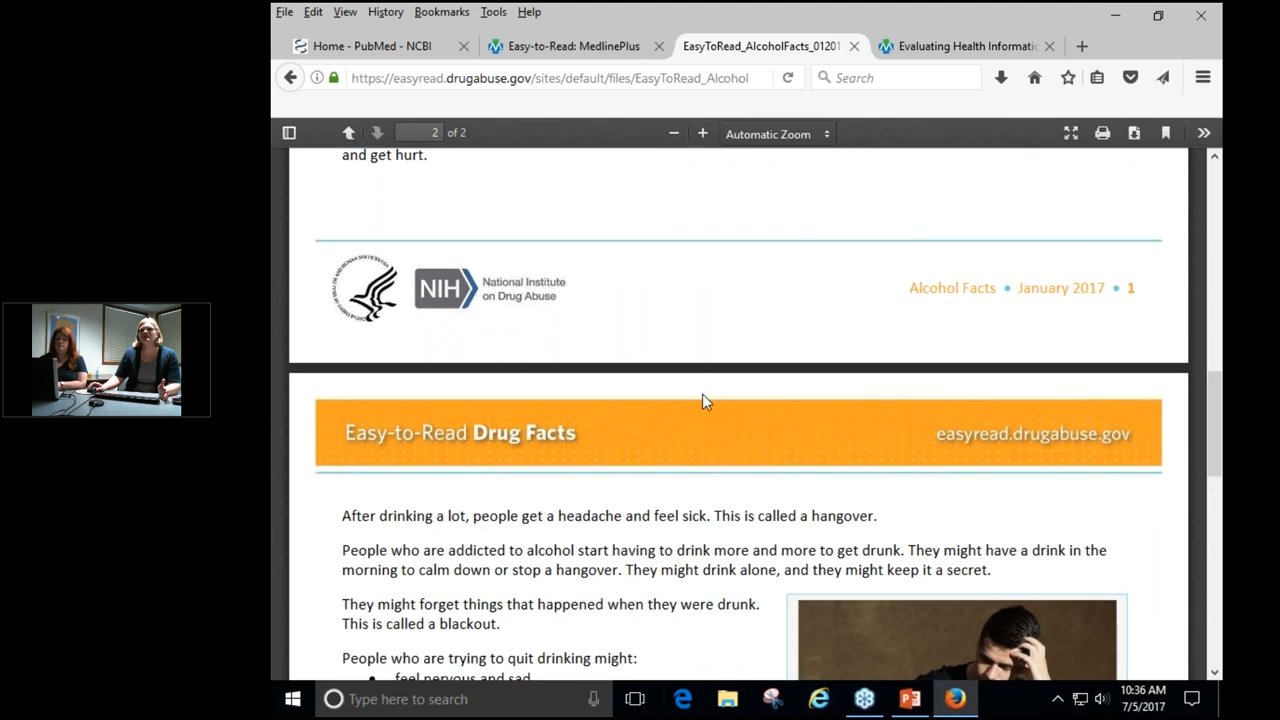 File Edit View History Bookmarks Tools Help
Home - PubMed - NCBI
Easy-to-Read: MedlinePlus
EasyToRead_AlcoholFacts_01201
Evaluating Health Informatic
https://easyread.drugabuse.gov/sites/default/files/EasyToRead_Alcohol
Search
2 of 2
Automatic Zoom
and get hurt.
NIH National Institute
on Drug Abuse
Alcohol Facts • January 2017 • 1
Easy-to-Read Drug Facts
easyread.drugabuse.gov
After drinking a lot, people get a headache and feel sick. This is called a hangover.
People who are addicted to alcohol start having to drink more and more to get drunk. They might have a drink in the
morning to calm down or stop a hangover. They might drink alone, and they might keep it a secret.
They might forget things that happened when they were drunk.
This is called a blackout.
People who are trying to quit drinking might:
• feel nervous and sad
Type here to search
10:36 AM
7/5/2017